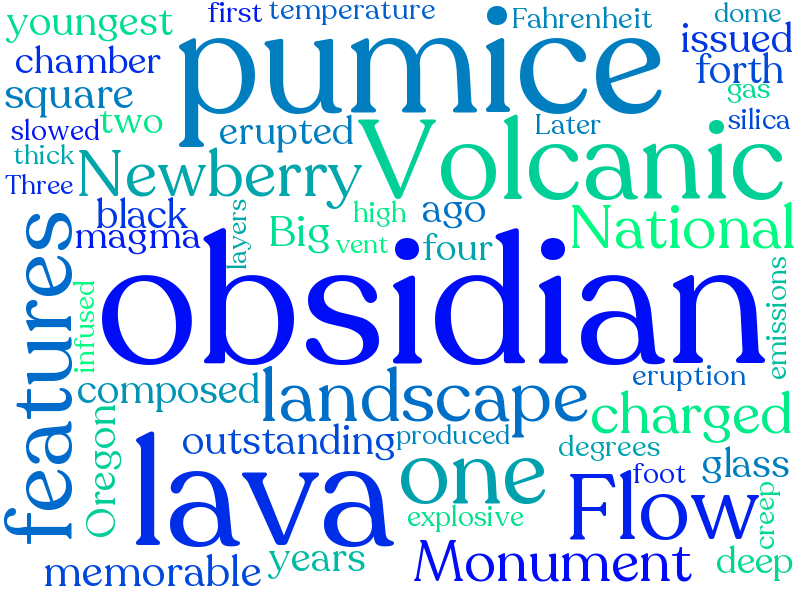 youngest
first
temperature
Fahrenheit
dome
chamber
pumice
issued
forth
square
gas
slowed
two
erupted
Later
silica
thick
Three
Newberry
Volcanic
black
magma
layers
Big
high
vent
ago
four
National
features
infused
obsidian
emissions
composed
landscape
eruption
Oregon
outstanding
produced
charged
degrees
lava
one
explosive
Flow
foot
glass
creep
memorable
years
Monument
deep